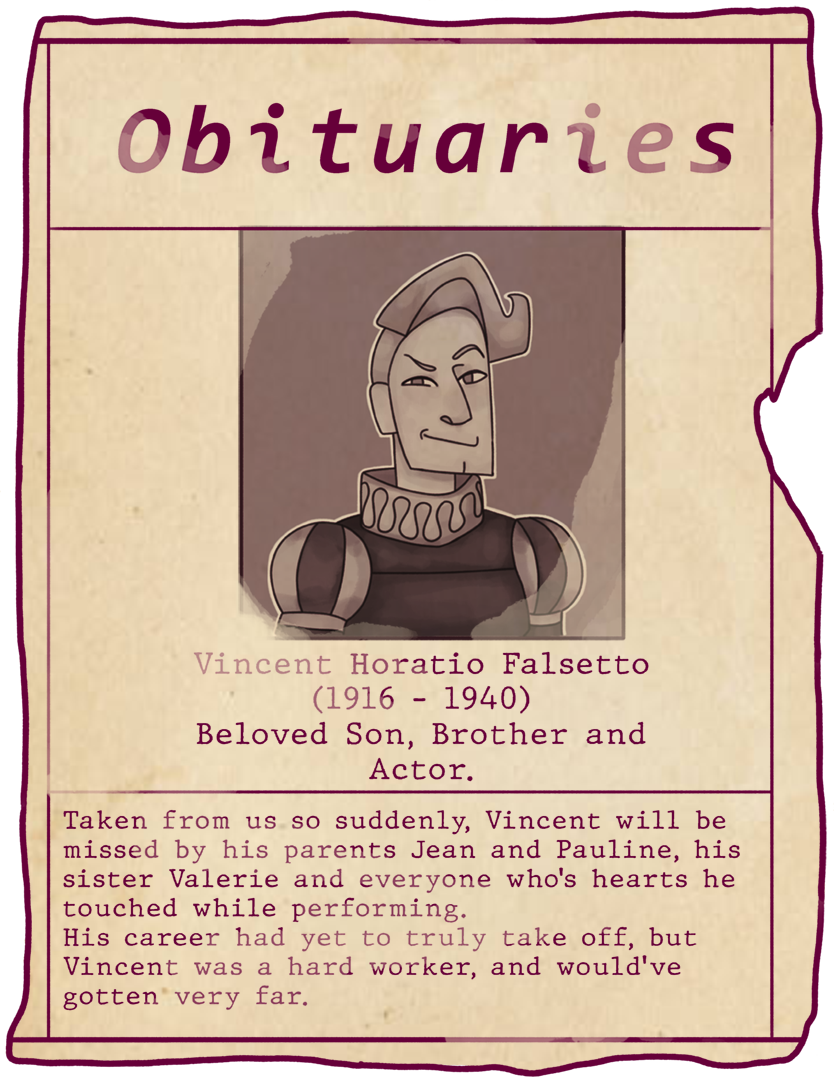 Obituaries
Vincent Horatio Falsetto
(1916 - 1940)
Beloved Son, Brother and
Actor.
Taken from us so suddenly, Vincent will be
missed by his parents Jean and Pauline, his
sister Valerie and everyone who's hearts he
touched while performing.
His career had yet to truly take off, but
Vincent was a hard worker, and would've
gotten very far.